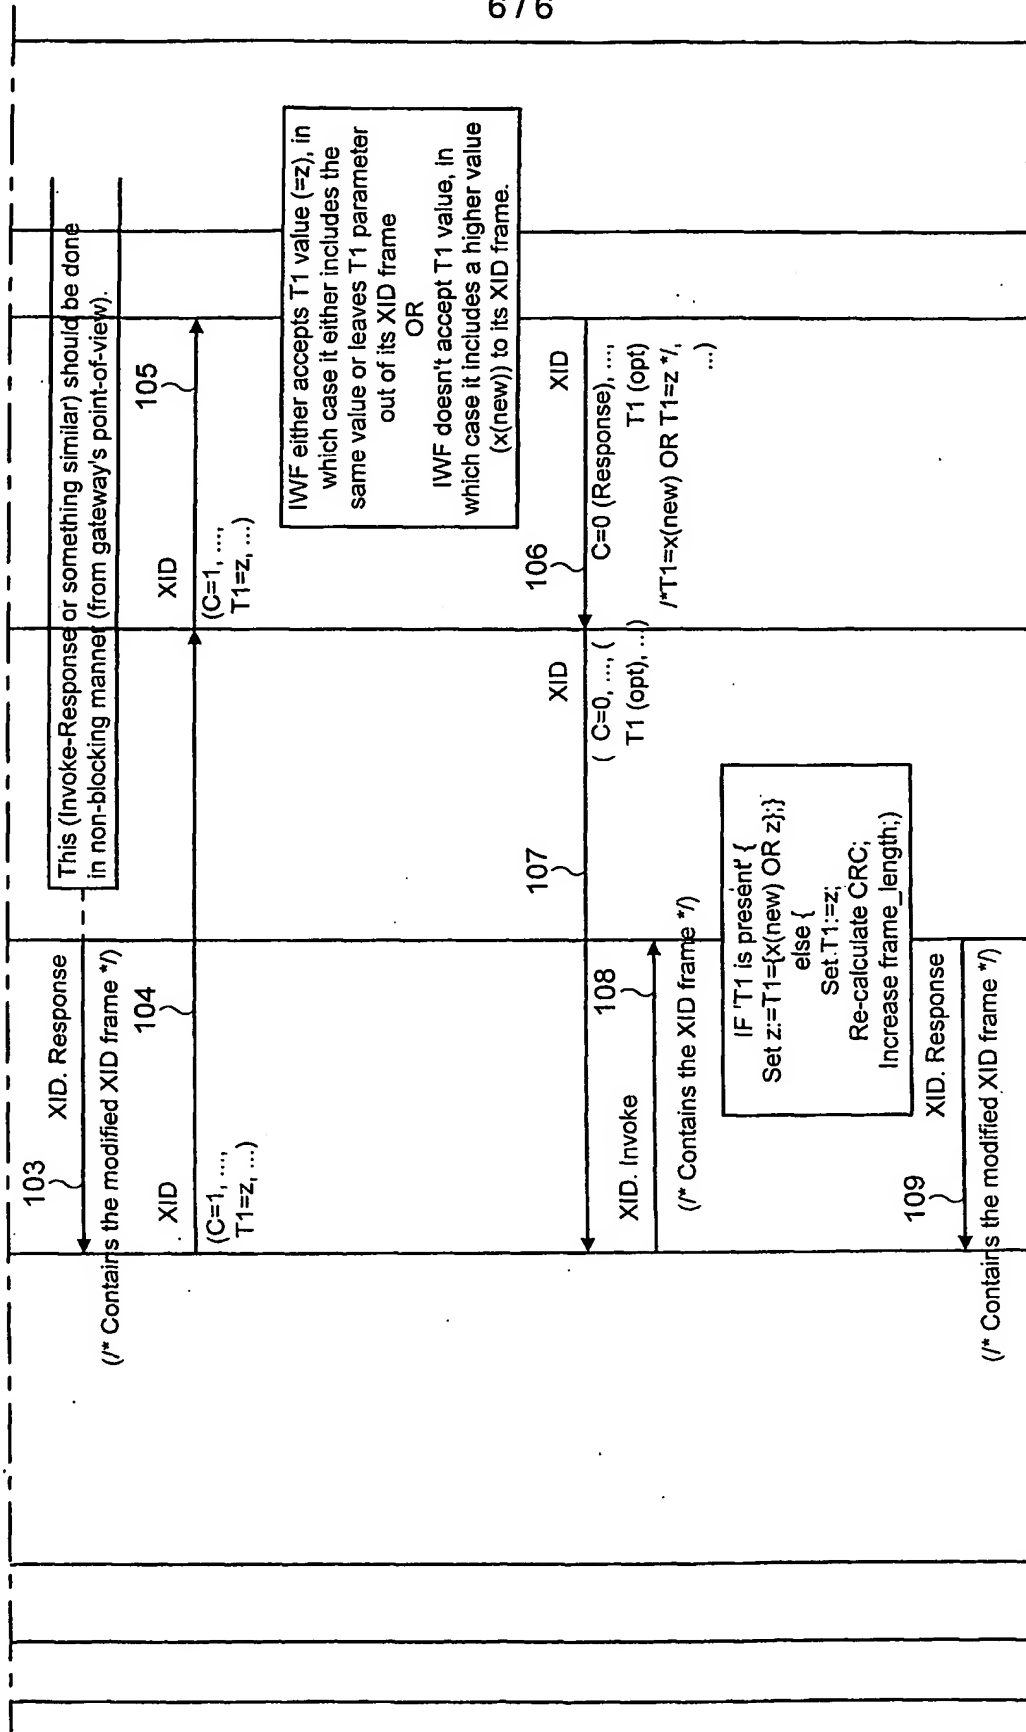 6 / 6
This (Invoke-Response or something similar) should be done
in non-blocking manner (from gateway's point-of-view).
103
XID. Response
(/* Contains the modified XID frame */)
104
XID
(C=1, ...,
T1=z, ...)
105
XID
(C=1, ...,
T1=z, ...)
IWF either accepts T1 value (=z), in
which case it either includes the
same value or leaves T1 parameter
out of its XID frame
OR
IWF doesn't accept T1 value, in
which case it includes a higher value
(x(new)) to its XID frame.
106
XID
C=0 (Response), ...,
T1 (opt)
/*T1=x(new) OR T1=z */,
...)
107
XID
( C=0, ..., (
T1 (opt), ...)
108
XID. Invoke
(/* Contains the XID frame */)
IF 'T1 is present' {
Set z:=T1={x(new) OR z};}
else {
Set T1:=z;
Re-calculate CRC;
Increase frame_length;)
109
XID. Response
(/* Contains the modified XID frame */)